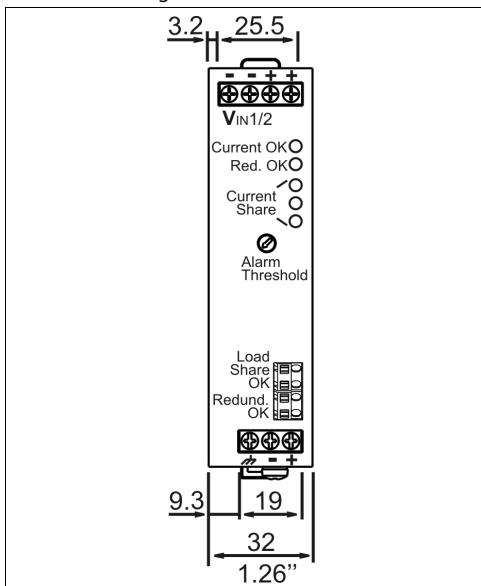 3.2 25.5
- - + +
VIN1/2
Current OK
Red. OK
Current
Share
Alarm
Threshold
Load
Share
OK
Redund.
OK
- +
9.3 19
32
1.26”